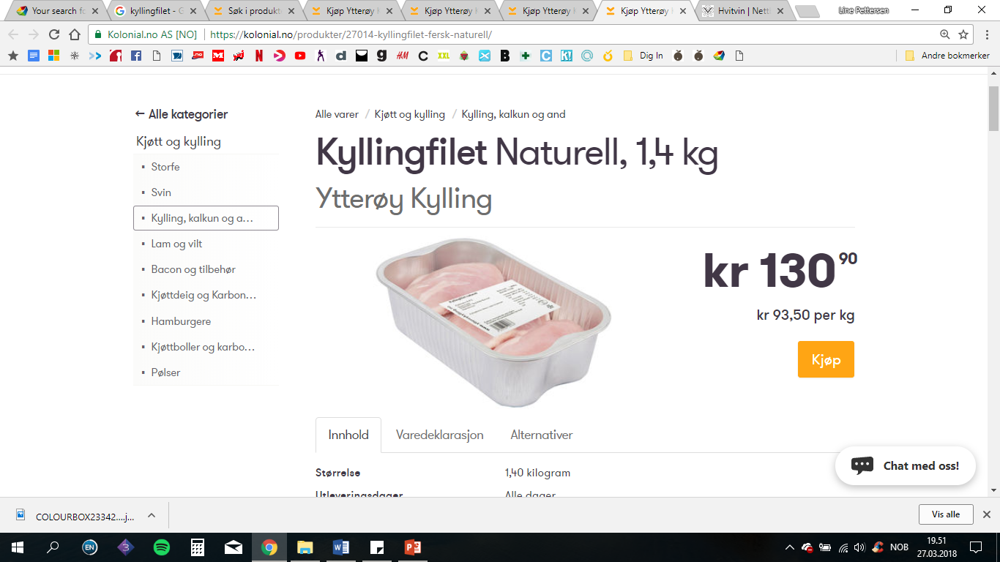 Your search fo
kyllingfilet - G
Søk i produkt
Kjøp Ytterøy
Kjøp Ytterøy
Kjøp Ytterøy
Kjøp Ytterøy
Hvitvin | Nett
Line Pettersen
Kolonial.no AS [NO]
https://kolonial.no/produkter/27014-kyllingfilet-fersk-naturell/
H&M
XXL
Dig In
Andre bokmerker
← Alle kategorier
Kjøtt og kylling
Storfe
Svin
Kylling, kalkun og a…
Lam og vilt
Bacon og tilbehør
Kjøttdeig og Karbon…
Hamburgere
Kjøttboller og karbo…
Pølser
Alle varer / Kjøtt og kylling / Kylling, kalkun og and
Kyllingfilet Naturell, 1,4 kg
Ytterøy Kylling
Kyllingfilet naturell
kr 130 90
kr 93,50 per kg
Kjøp
Innhold Varedeklarasjon Alternativer
Størrelse 1,40 kilogram
Utleveringsdager Alle dager
Chat med oss!
COLOURBOX23342....j...
Vis alle
EN
NOB
19.51
27.03.2018